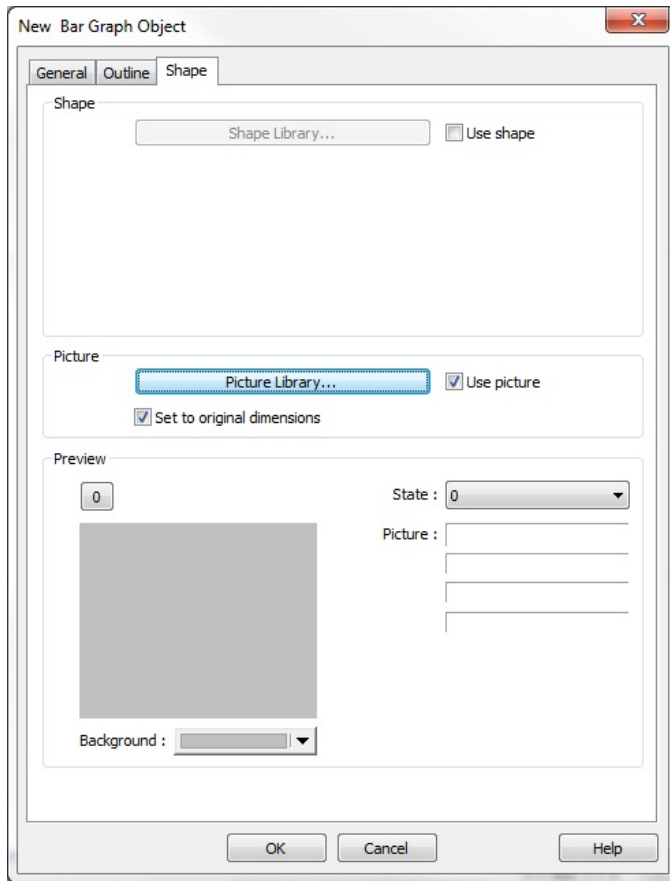 New Bar Graph Object
General Outline Shape
Shape
Shape Library... Use shape
Picture
Picture Library... Use picture
Set to original dimensions
Preview
0 State : 0
Picture :
Background :
OK Cancel Help